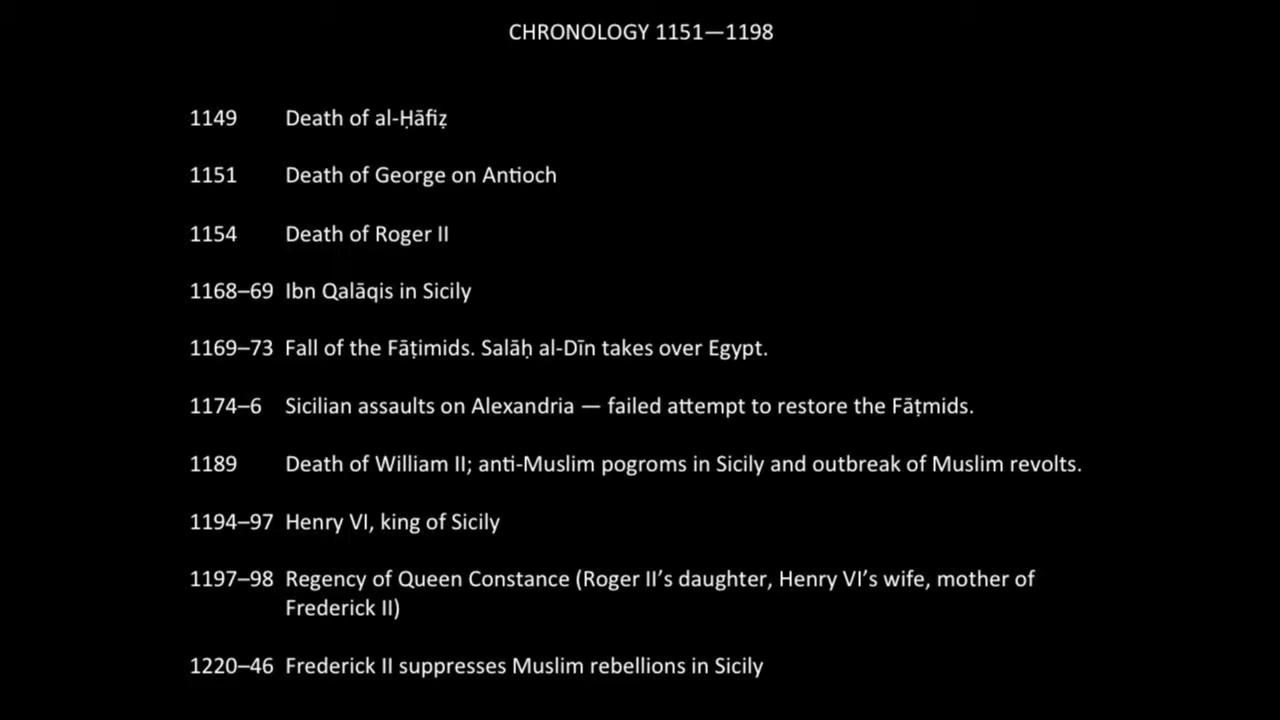 CHRONOLOGY 1151—1198
1149 Death of al-Ḥāfiẓ
1151 Death of George on Antioch
1154 Death of Roger II
1168–69 Ibn Qalāqis in Sicily
1169–73 Fall of the Fāṭimids. Salāḥ al-Dīn takes over Egypt.
1174–6 Sicilian assaults on Alexandria — failed attempt to restore the Fāṭmids.
1189 Death of William II; anti-Muslim pogroms in Sicily and outbreak of Muslim revolts.
1194–97 Henry VI, king of Sicily
1197–98 Regency of Queen Constance (Roger II’s daughter, Henry VI’s wife, mother of
Frederick II)
1220–46 Frederick II suppresses Muslim rebellions in Sicily